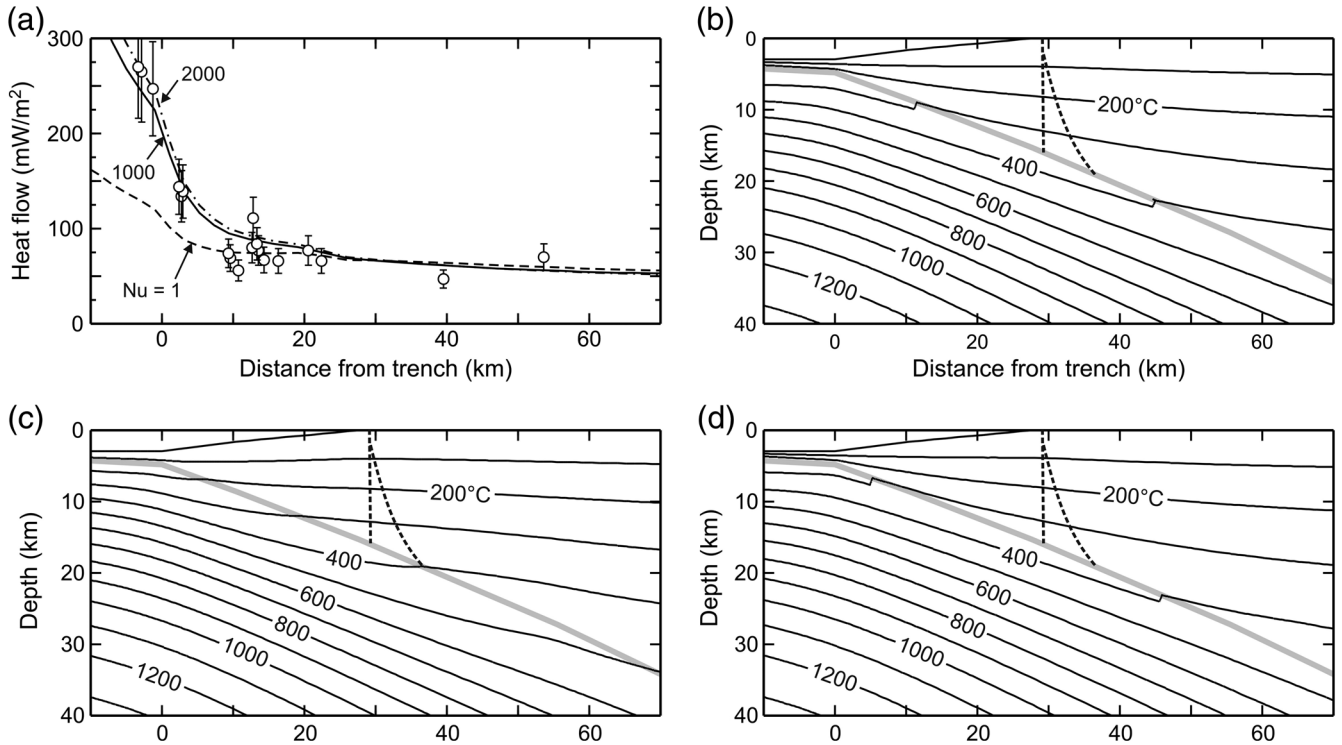 (a)
300
200
100
0
Heat flow (mW/m²)
2000
1000
Nu = 1
0 20 40 60
Distance from trench (km)
(b)
0
10
20
30
40
Depth (km)
200°C
400
600
800
1000
1200
0 20 40 60
Distance from trench (km)
(c)
0
10
20
30
40
Depth (km)
200°C
400
600
800
1000
1200
0 20 40 60
(d)
0
10
20
30
40
Depth (km)
200°C
400
600
800
1000
1200
0 20 40 60